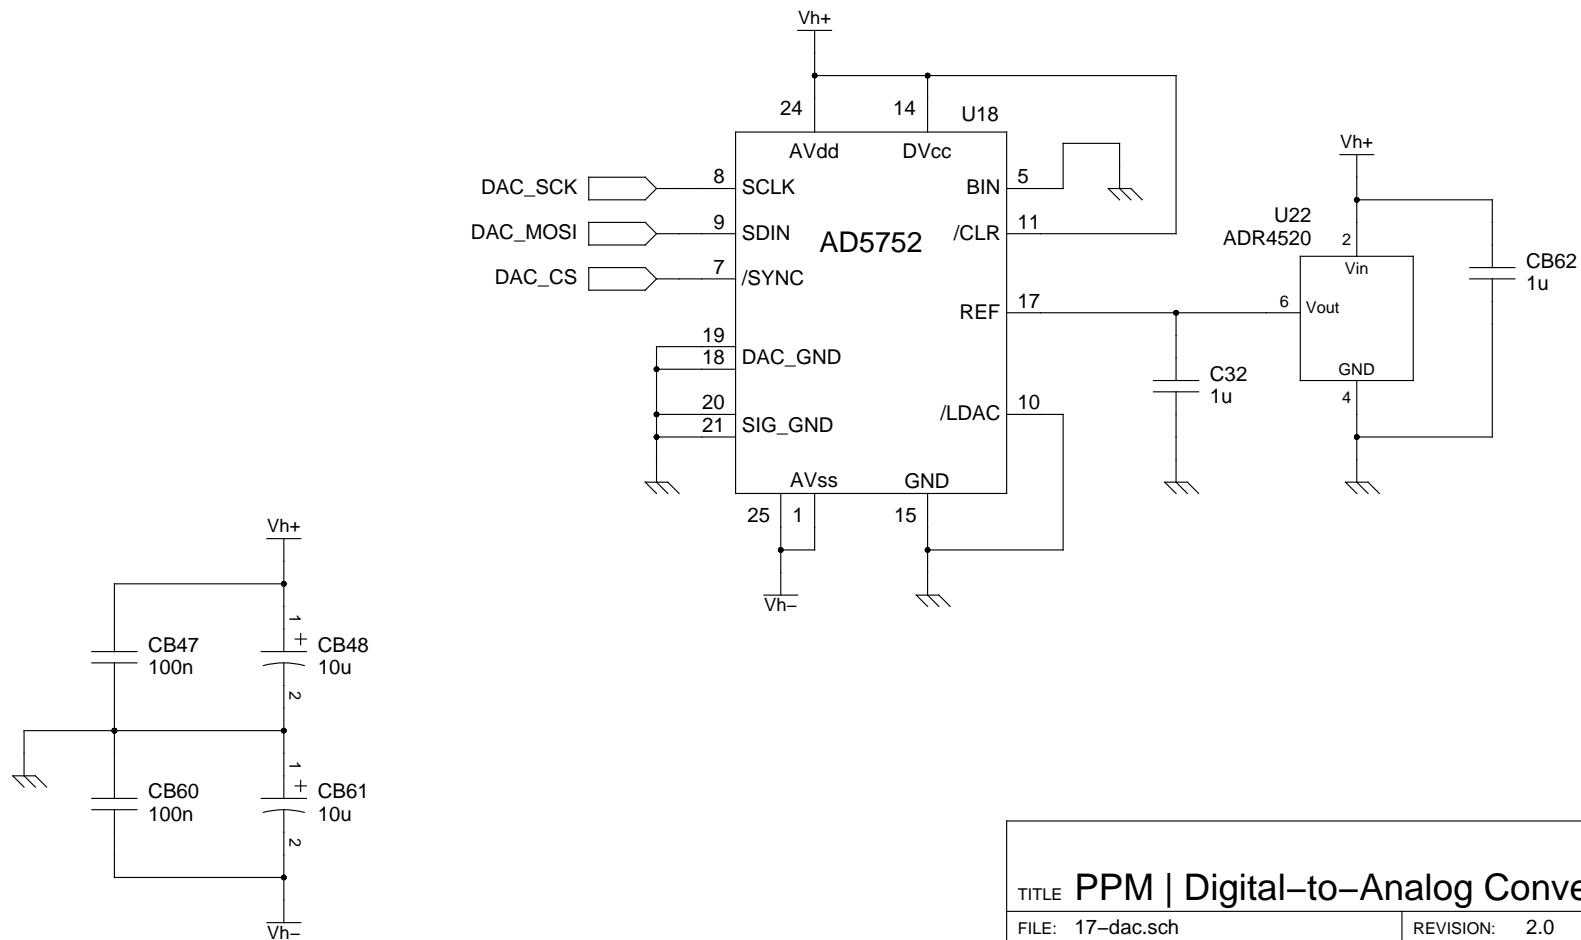 Vh+
24
14
U18
AVdd
DVcc
DAC_SCK
8
SCLK
BIN
5
DAC_MOSI
9
SDIN
AD5752
/CLR
11
DAC_CS
7
/SYNC
REF
17
19
18
DAC_GND
20
21
SIG_GND
/LDAC
10
AVss
GND
25
1
15
Vh−
C32
1u
Vh+
U22
ADR4520
2
Vin
6
Vout
GND
4
CB62
1u
Vh+
CB47
100n
1
+
CB48
10u
2
CB60
100n
1
+
CB61
10u
2
Vh−
TITLE PPM | Digital−to−Analog Conve
FILE: 17−dac.sch
REVISION: 2.0